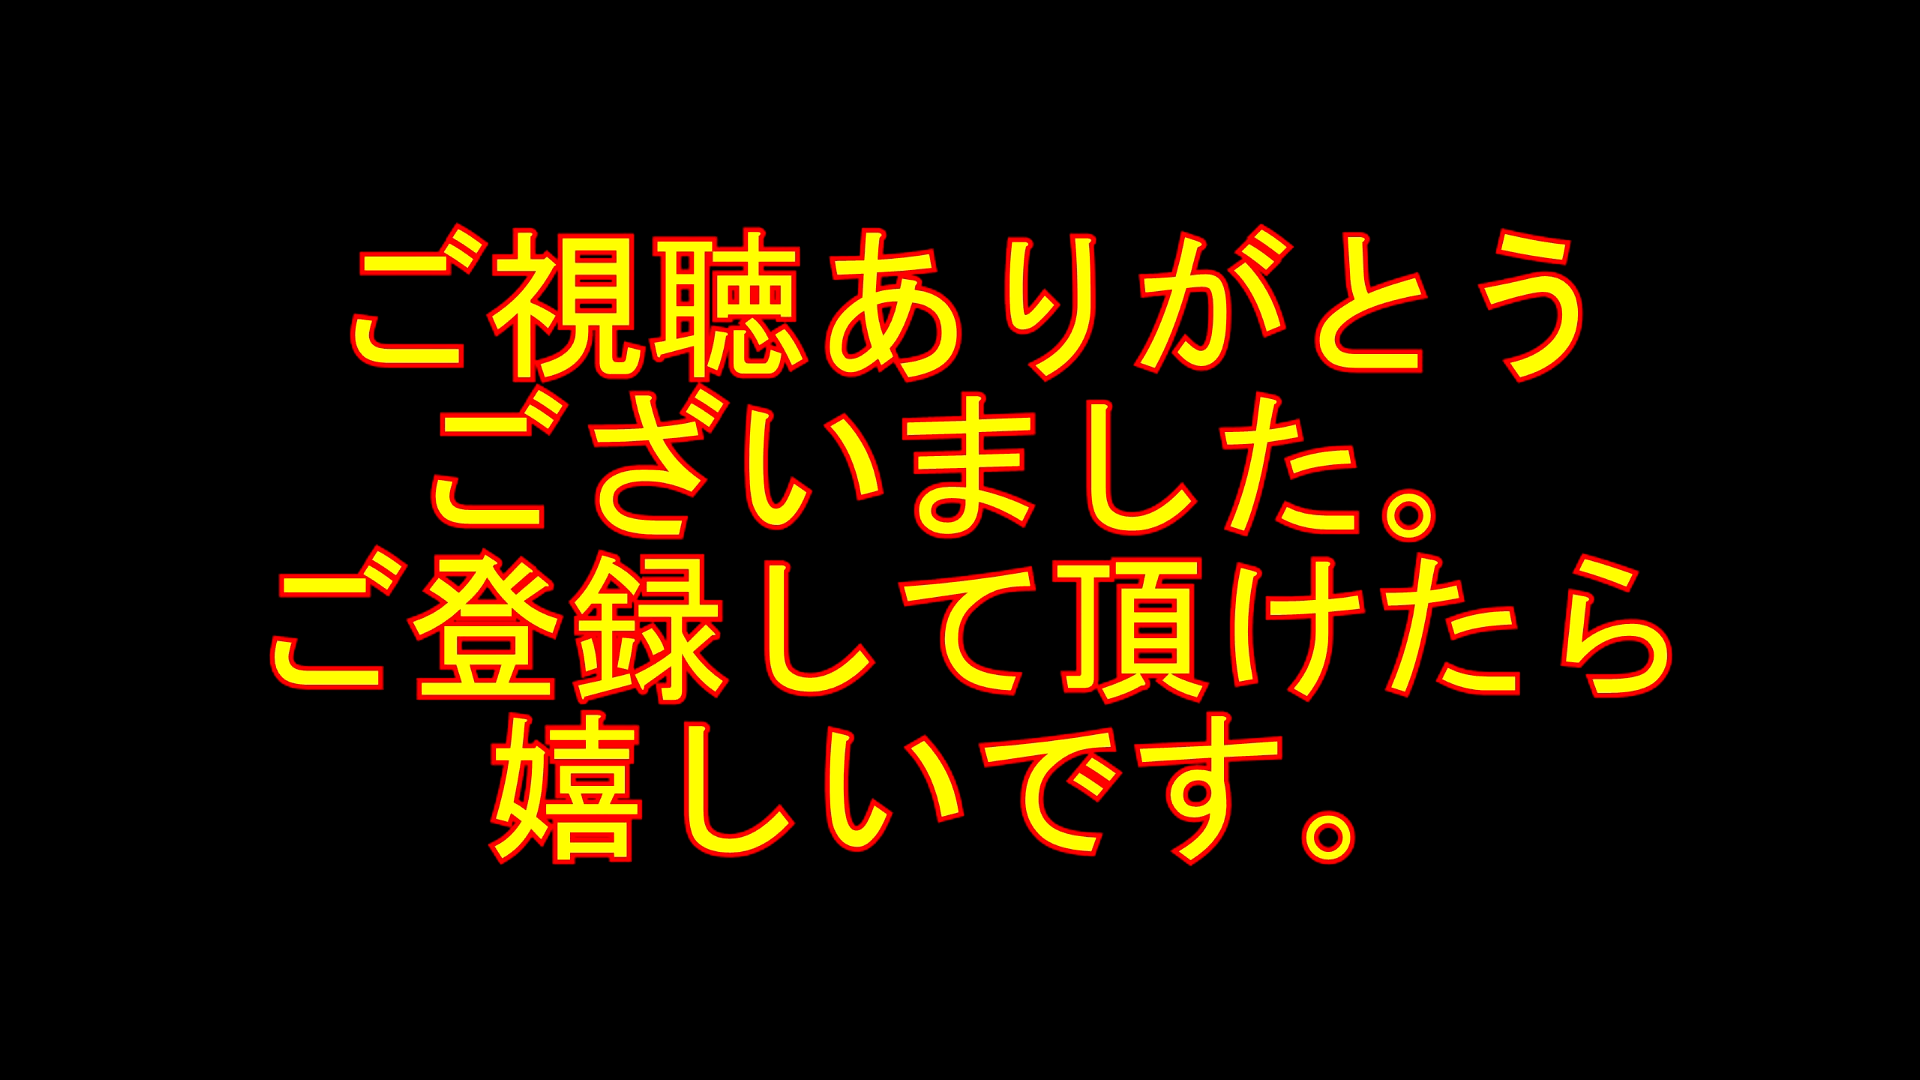 ご視聴ありがとう
ございました。
ご登録して頂けたら
嬉しいです。